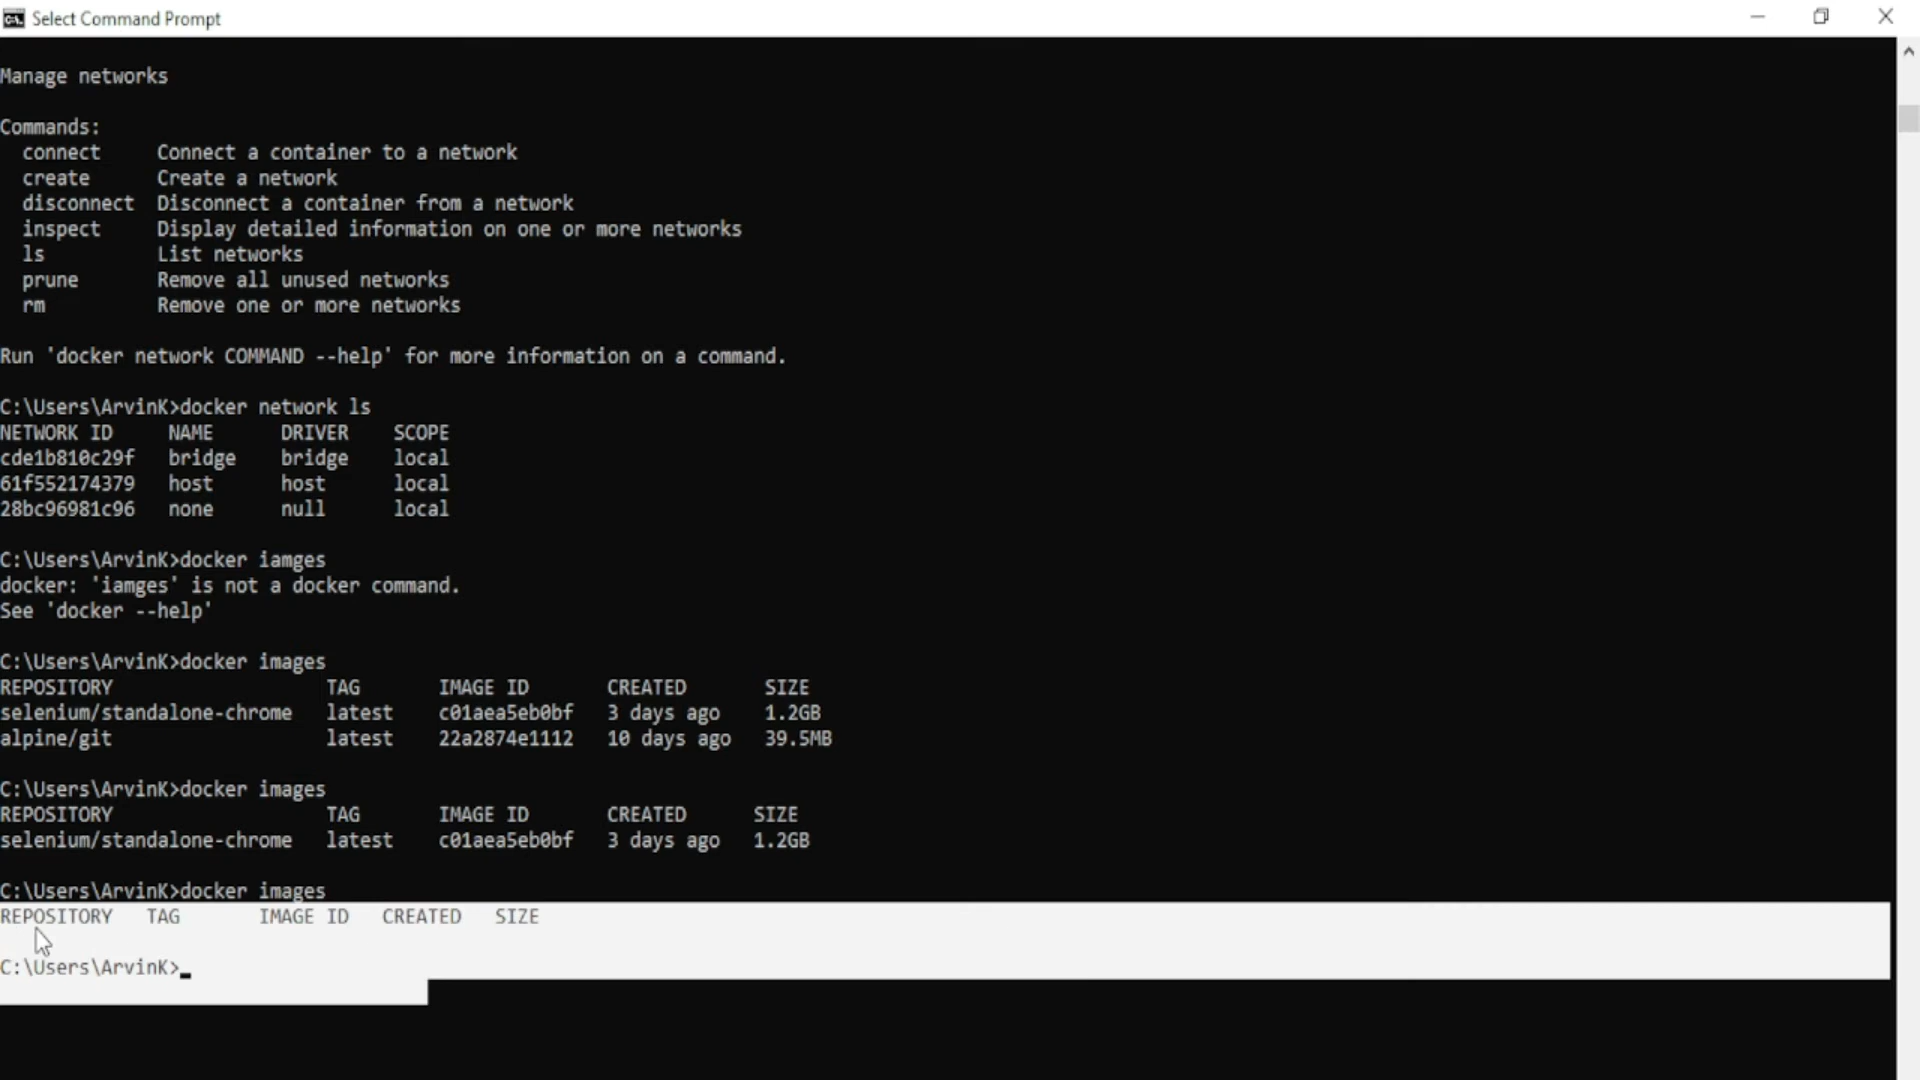 Select Command Prompt
Manage networks
Commands:
connect Connect a container to a network
create Create a network
disconnect Disconnect a container from a network
inspect Display detailed information on one or more networks
ls List networks
prune Remove all unused networks
rm Remove one or more networks
Run 'docker network COMMAND --help' for more information on a command.
C:\Users\ArvinK>docker network ls
NETWORK ID NAME DRIVER SCOPE
cde1b810c29f bridge bridge local
61f552174379 host host local
28bc96981c96 none null local
C:\Users\ArvinK>docker iamges
docker: 'iamges' is not a docker command.
See 'docker --help'
C:\Users\ArvinK>docker images
REPOSITORY TAG IMAGE ID CREATED SIZE
selenium/standalone-chrome latest c01aea5eb0bf 3 days ago 1.2GB
alpine/git latest 22a2874e1112 10 days ago 39.5MB
C:\Users\ArvinK>docker images
REPOSITORY TAG IMAGE ID CREATED SIZE
selenium/standalone-chrome latest c01aea5eb0bf 3 days ago 1.2GB
C:\Users\ArvinK>docker images
REPOSITORY TAG IMAGE ID CREATED SIZE
C:\Users\ArvinK>